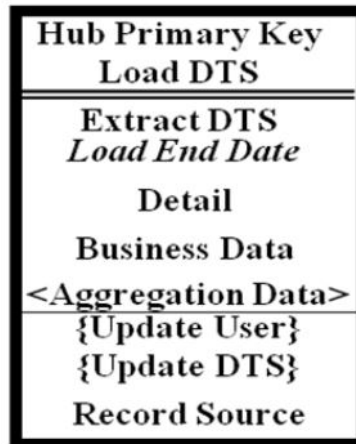 Hub Primary Key
Load DTS
Extract DTS
Load End Date
Detail
Business Data
<Aggregation Data>
{Update User}
{Update DTS}
Record Source